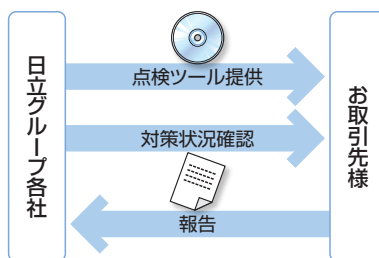 日立グループ各社
点検ツール提供
対策状況確認
報告
お取引先様